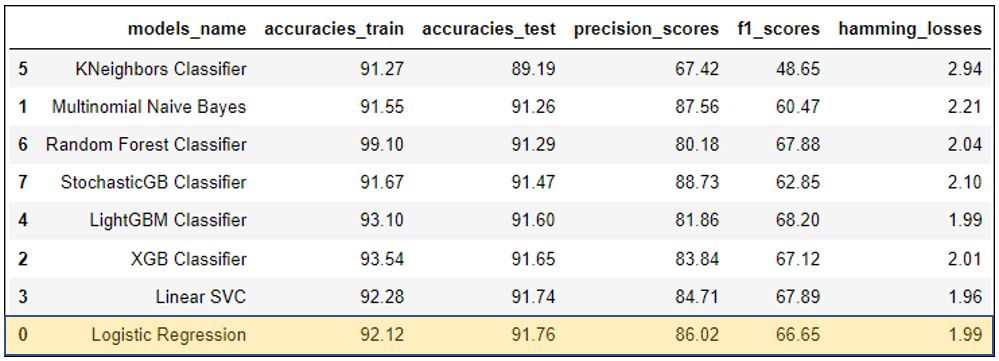 models_name accuracies_train accuracies_test precision_scores f1_scores hamming_losses
5 KNeighbors Classifier 91.27 89.19 67.42 48.65 2.94
1 Multinomial Naive Bayes 91.55 91.26 87.56 60.47 2.21
6 Random Forest Classifier 99.10 91.29 80.18 67.88 2.04
7 StochasticGB Classifier 91.67 91.47 88.73 62.85 2.10
4 LightGBM Classifier 93.10 91.60 81.86 68.20 1.99
2 XGB Classifier 93.54 91.65 83.84 67.12 2.01
3 Linear SVC 92.28 91.74 84.71 67.89 1.96
0 Logistic Regression 92.12 91.76 86.02 66.65 1.99